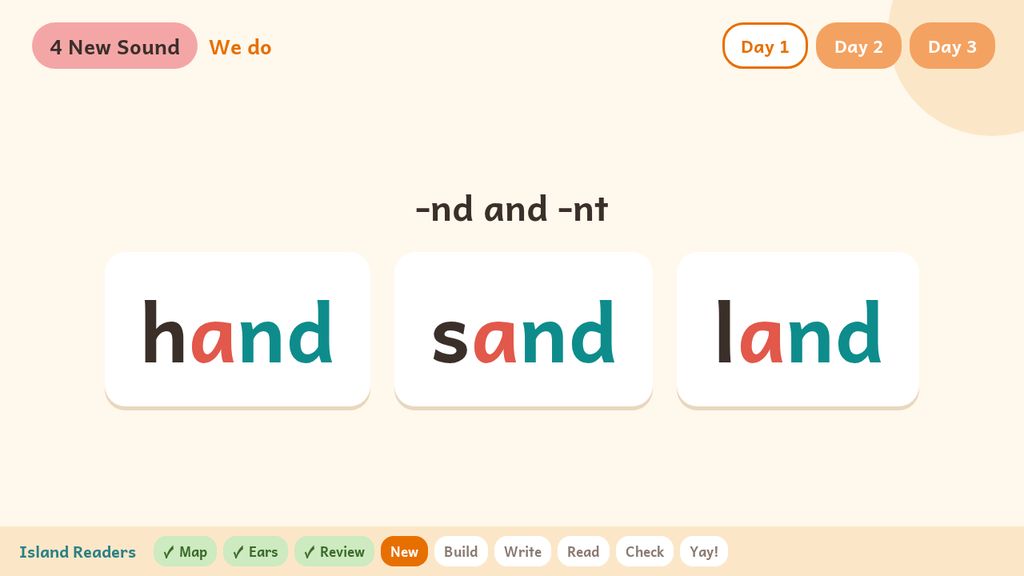 4 New Sound We do Day 1 Day 2 Day 3
-nd and -nt
hand sand land
Island Readers ✓ Map ✓ Ears ✓ Review New Build Write Read Check Yay!